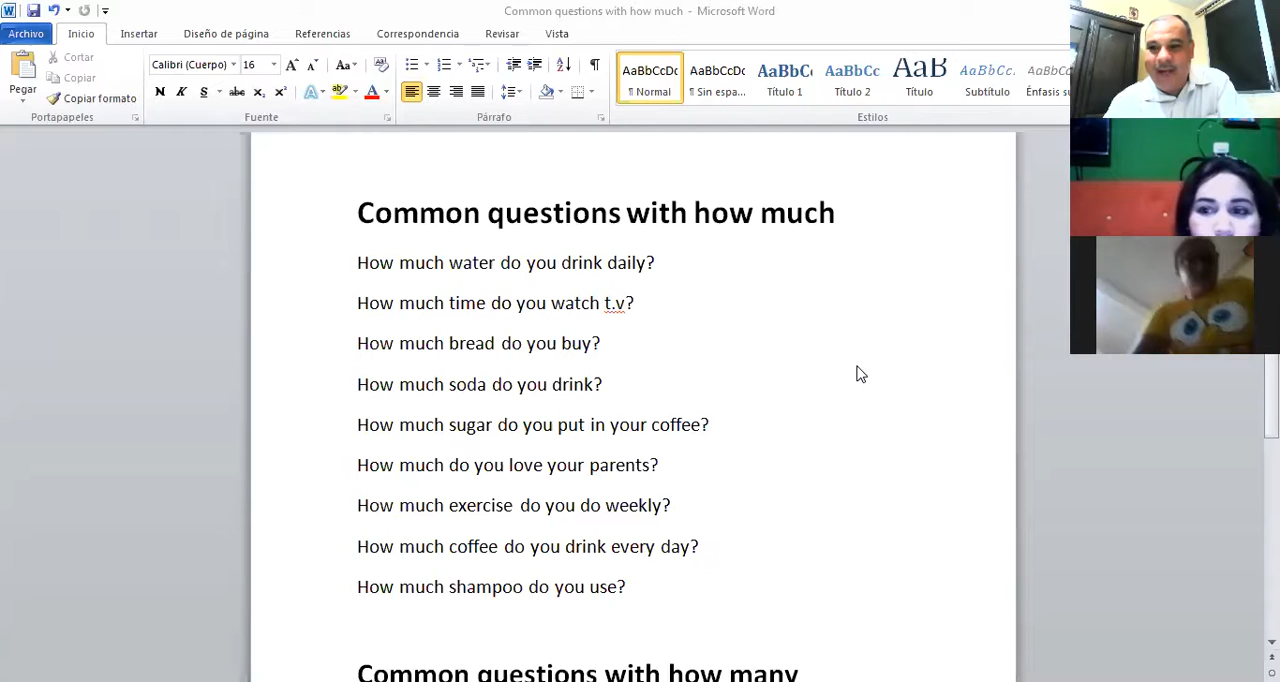 Common questions with how much - Microsoft Word
Archivo Inicio Insertar Diseño de página Referencias Correspondencia Revisar Vista
Pegar
Cortar
Copiar
Copiar formato
Portapapeles
Calibri (Cuerpo) 16
N K S abc x₂ x² A A
Fuente
Párrafo
AaBbCcDc
¶ Normal
AaBbCcDc
¶ Sin espa...
AaBbC
Título 1
AaBbCc
Título 2
AaB
Título
AaBbCc.
Subtítulo
AaBbCcD
Énfasis su
Estilos
Common questions with how much
How much water do you drink daily?
How much time do you watch t.v?
How much bread do you buy?
How much soda do you drink?
How much sugar do you put in your coffee?
How much do you love your parents?
How much exercise do you do weekly?
How much coffee do you drink every day?
How much shampoo do you use?
Common questions with how many